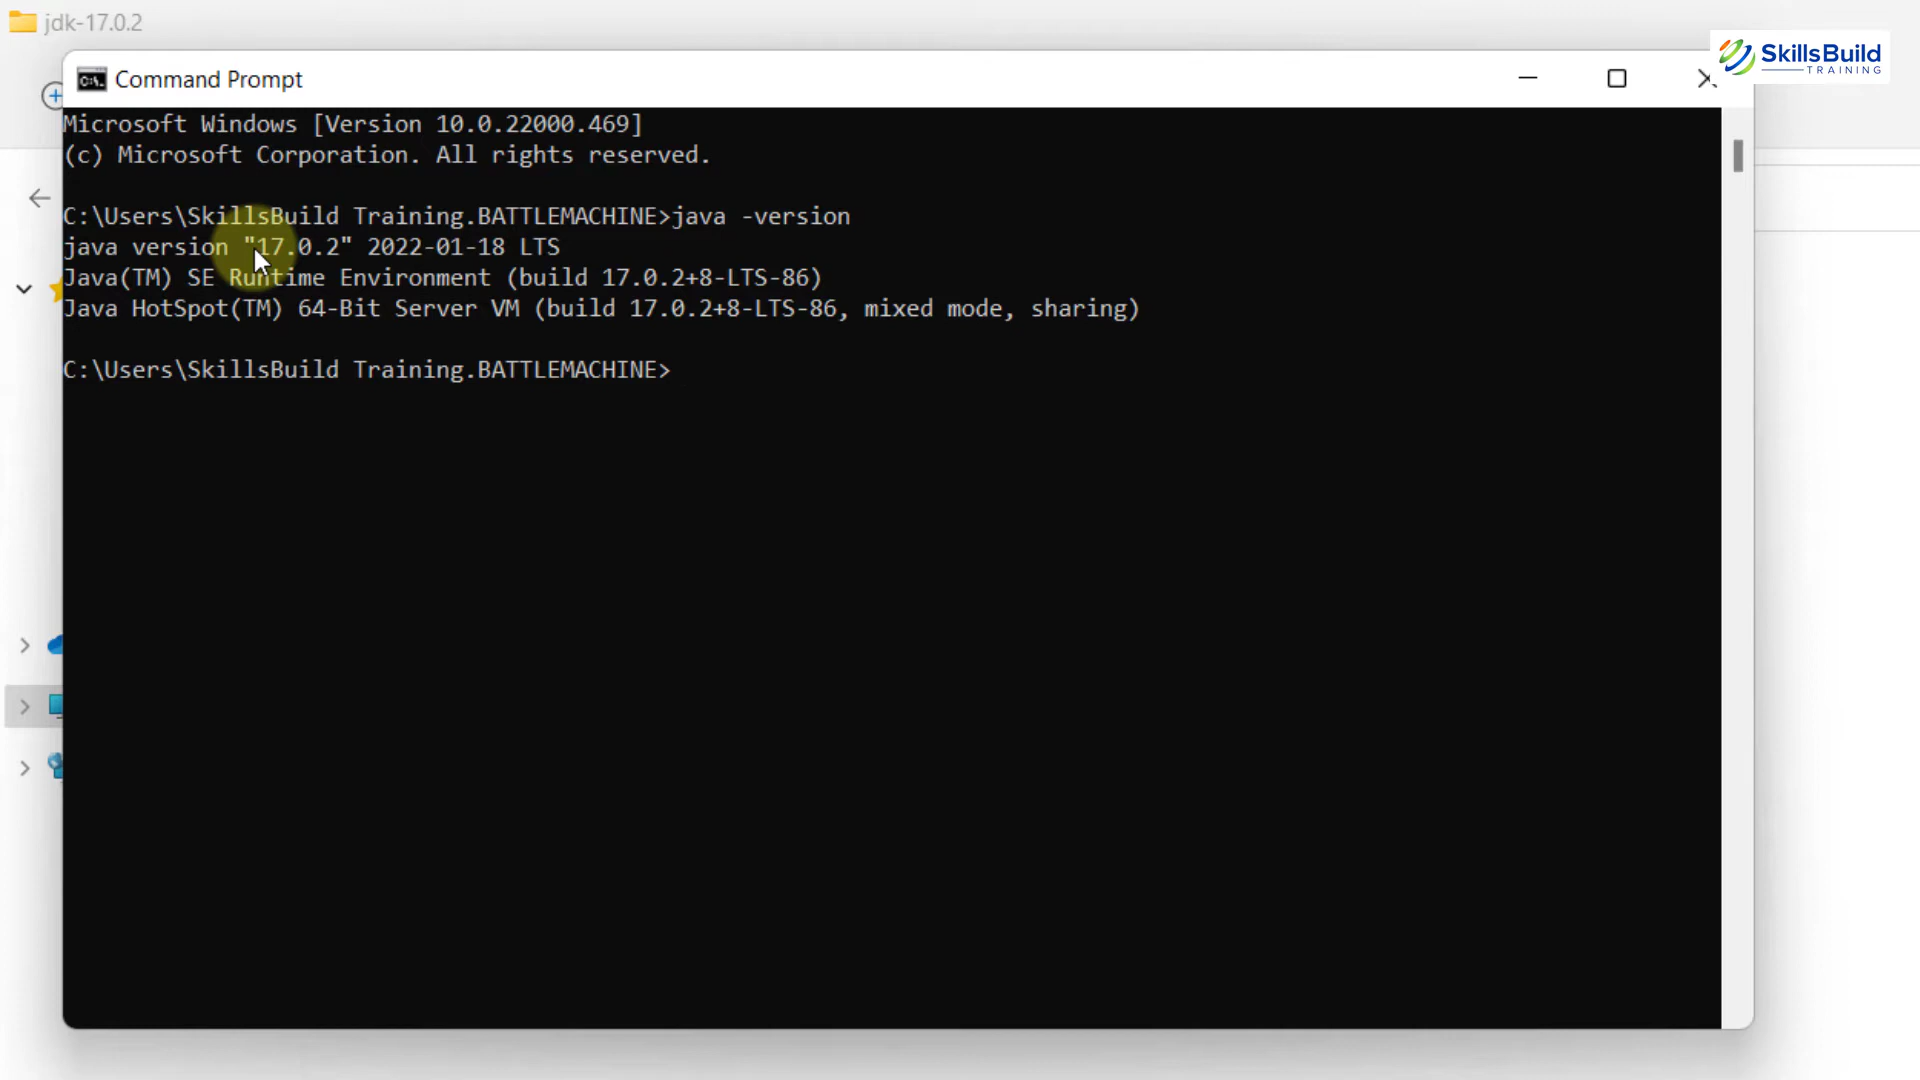 jdk-17.0.2
SkillsBuild
TRAINING
Command Prompt
Microsoft Windows [Version 10.0.22000.469]
(c) Microsoft Corporation. All rights reserved.
C:\Users\SkillsBuild Training.BATTLEMACHINE>java -version
java version "17.0.2" 2022-01-18 LTS
Java(TM) SE Runtime Environment (build 17.0.2+8-LTS-86)
Java HotSpot(TM) 64-Bit Server VM (build 17.0.2+8-LTS-86, mixed mode, sharing)
C:\Users\SkillsBuild Training.BATTLEMACHINE>